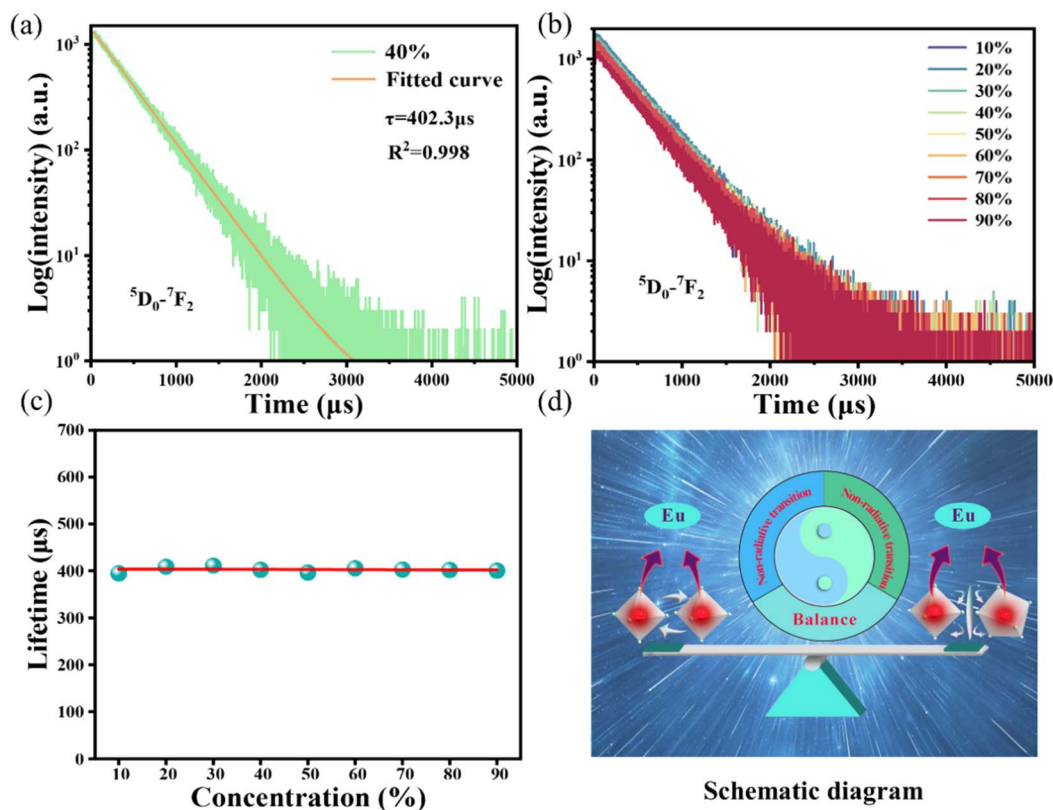 (a)
Log(intensity) (a.u.)
10³
10²
10¹
10⁰
40%
Fitted curve
τ=402.3μs
R²=0.998
⁵D₀-⁷F₂
0
1000
2000
3000
4000
5000
Time (μs)
(b)
Log(intensity) (a.u.)
10³
10²
10¹
10⁰
10%
20%
30%
40%
50%
60%
70%
80%
90%
⁵D₀-⁷F₂
0
1000
2000
3000
4000
5000
Time (μs)
(c)
Lifetime (μs)
700
600
500
400
300
200
100
0
10
20
30
40
50
60
70
80
90
Concentration (%)
(d)
Eu
Non-radiative transition
Non-radiative transition
Eu
Balance
Schematic diagram